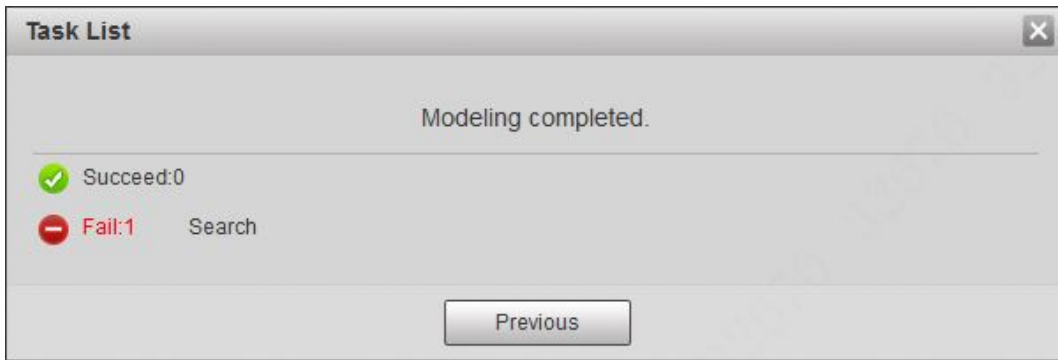 Task List
Modeling completed.
Succeed:0
Fail:1 Search
Previous